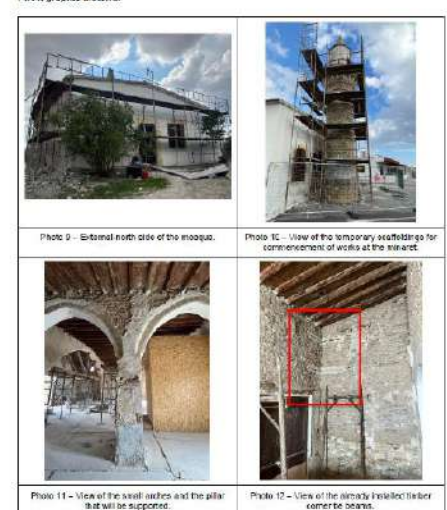 Photo 9 – External north side of the mosque.
Photo 10 – View of the temporary scaffoldings for
commencement of works at the minaret.
Photo 11 – View of the small arches and the pillar
that will be supported.
Photo 12 – View of the already installed timber
corner tie beams.